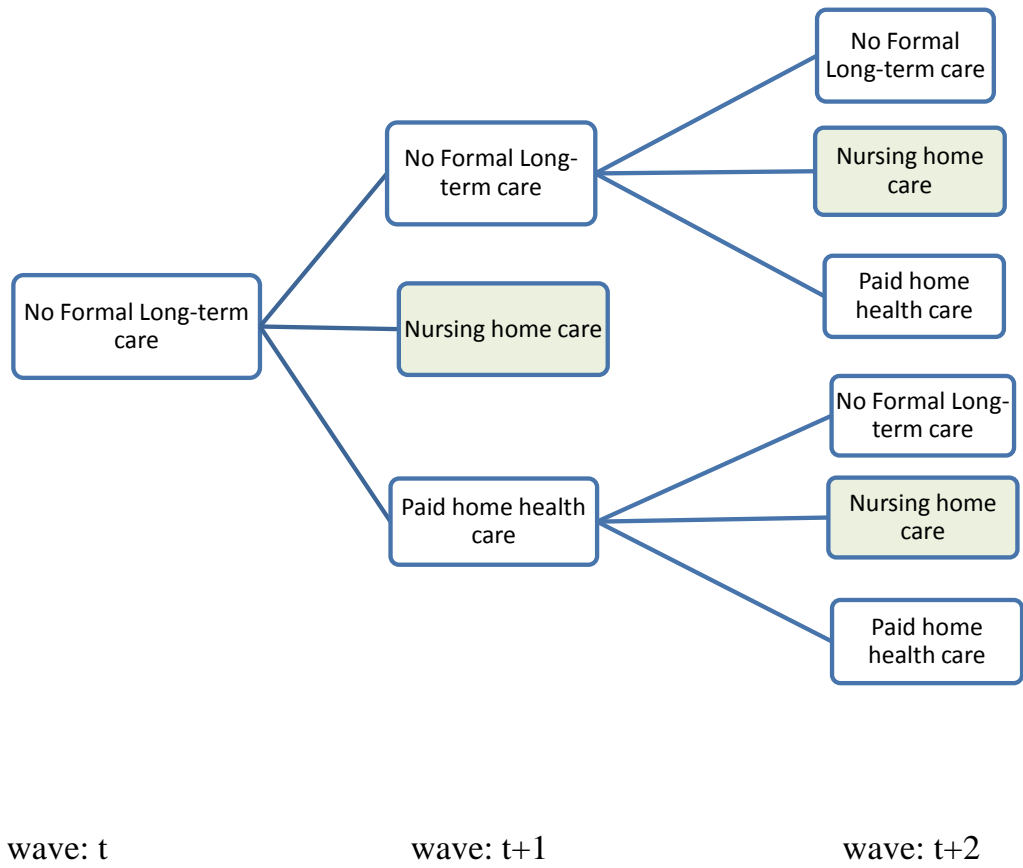 No Formal
Long-term care
No Formal Long-
term care
Nursing home
care
Paid home
health care
No Formal Long-term
care
Nursing home care
No Formal Long-
term care
Paid home health
care
Nursing home
care
Paid home
health care
wave: t
wave: t+1
wave: t+2